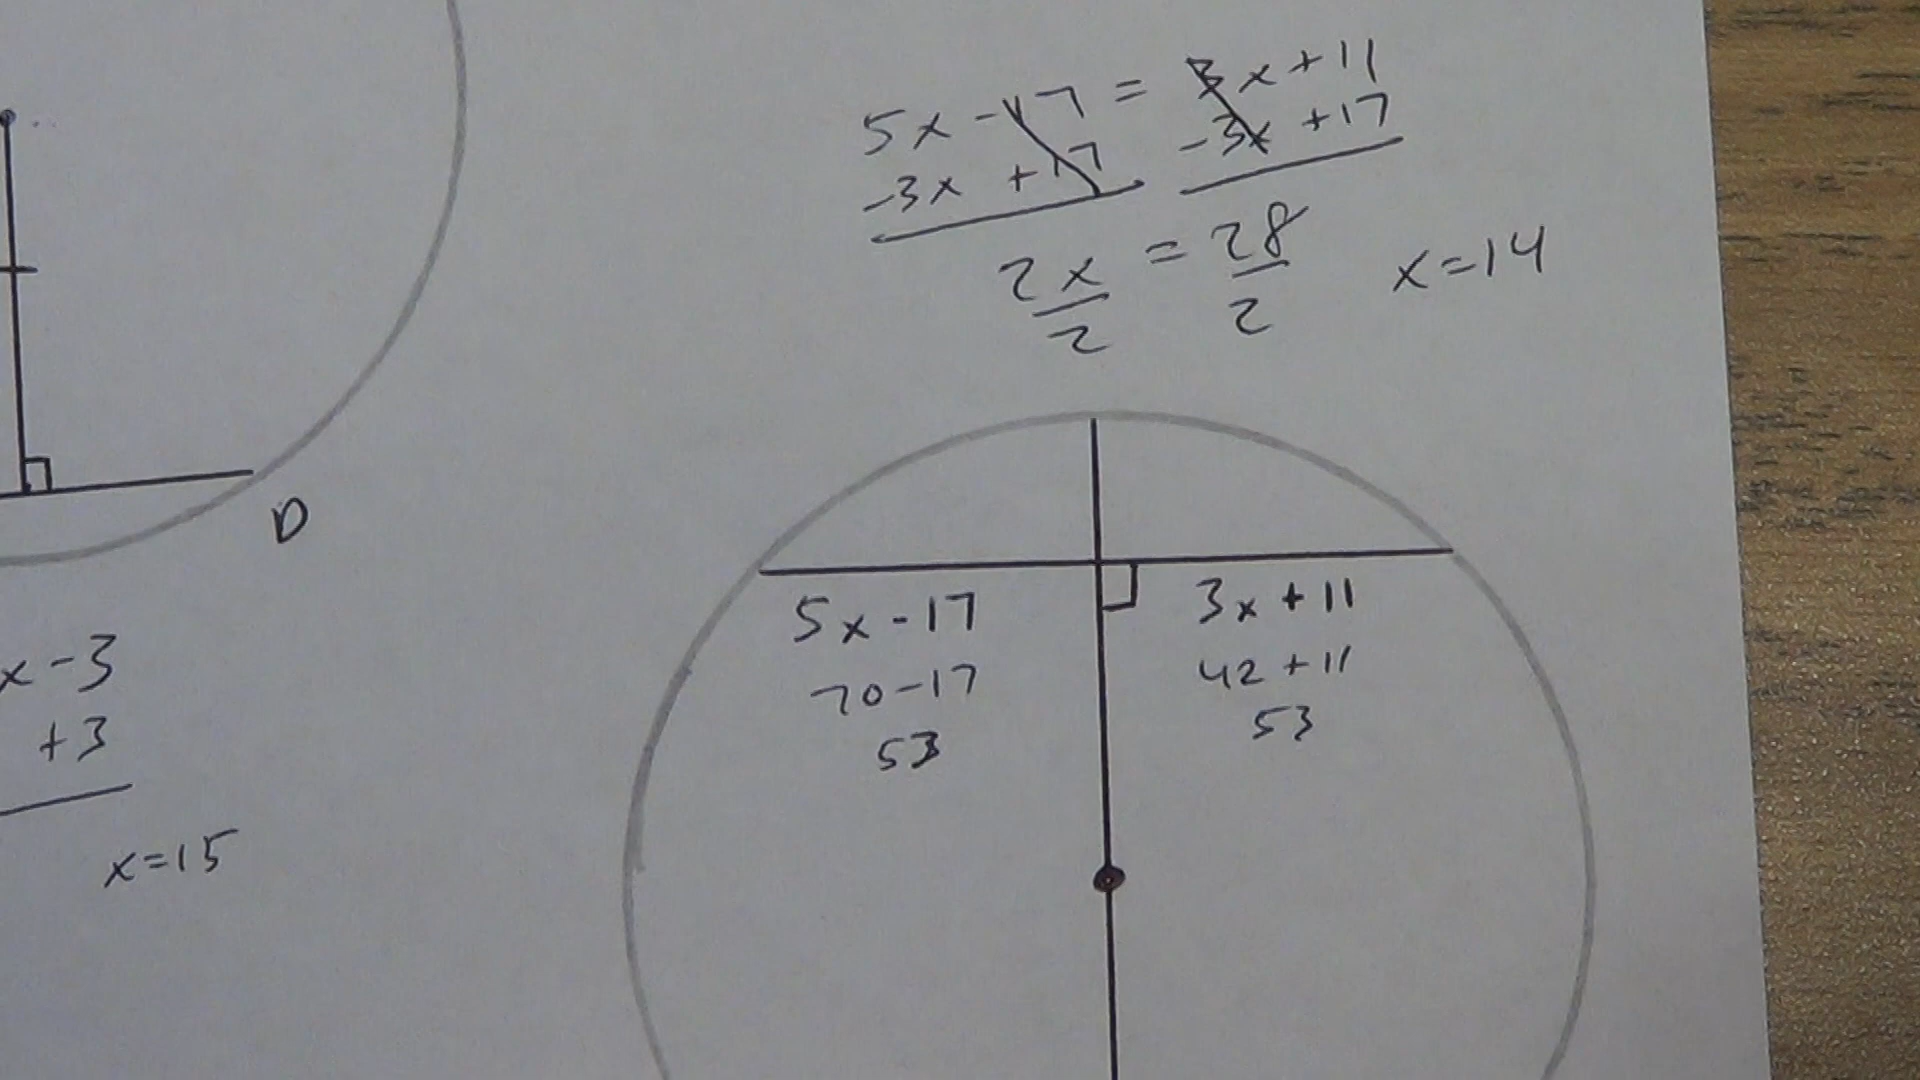 5x - 17 = 3x + 11
-3x + 17 -3x + 17
2x = 28
2 2
x = 14
D
5x - 17 3x + 11
70 - 17 42 + 11
53 53
x - 3
+3
x = 15